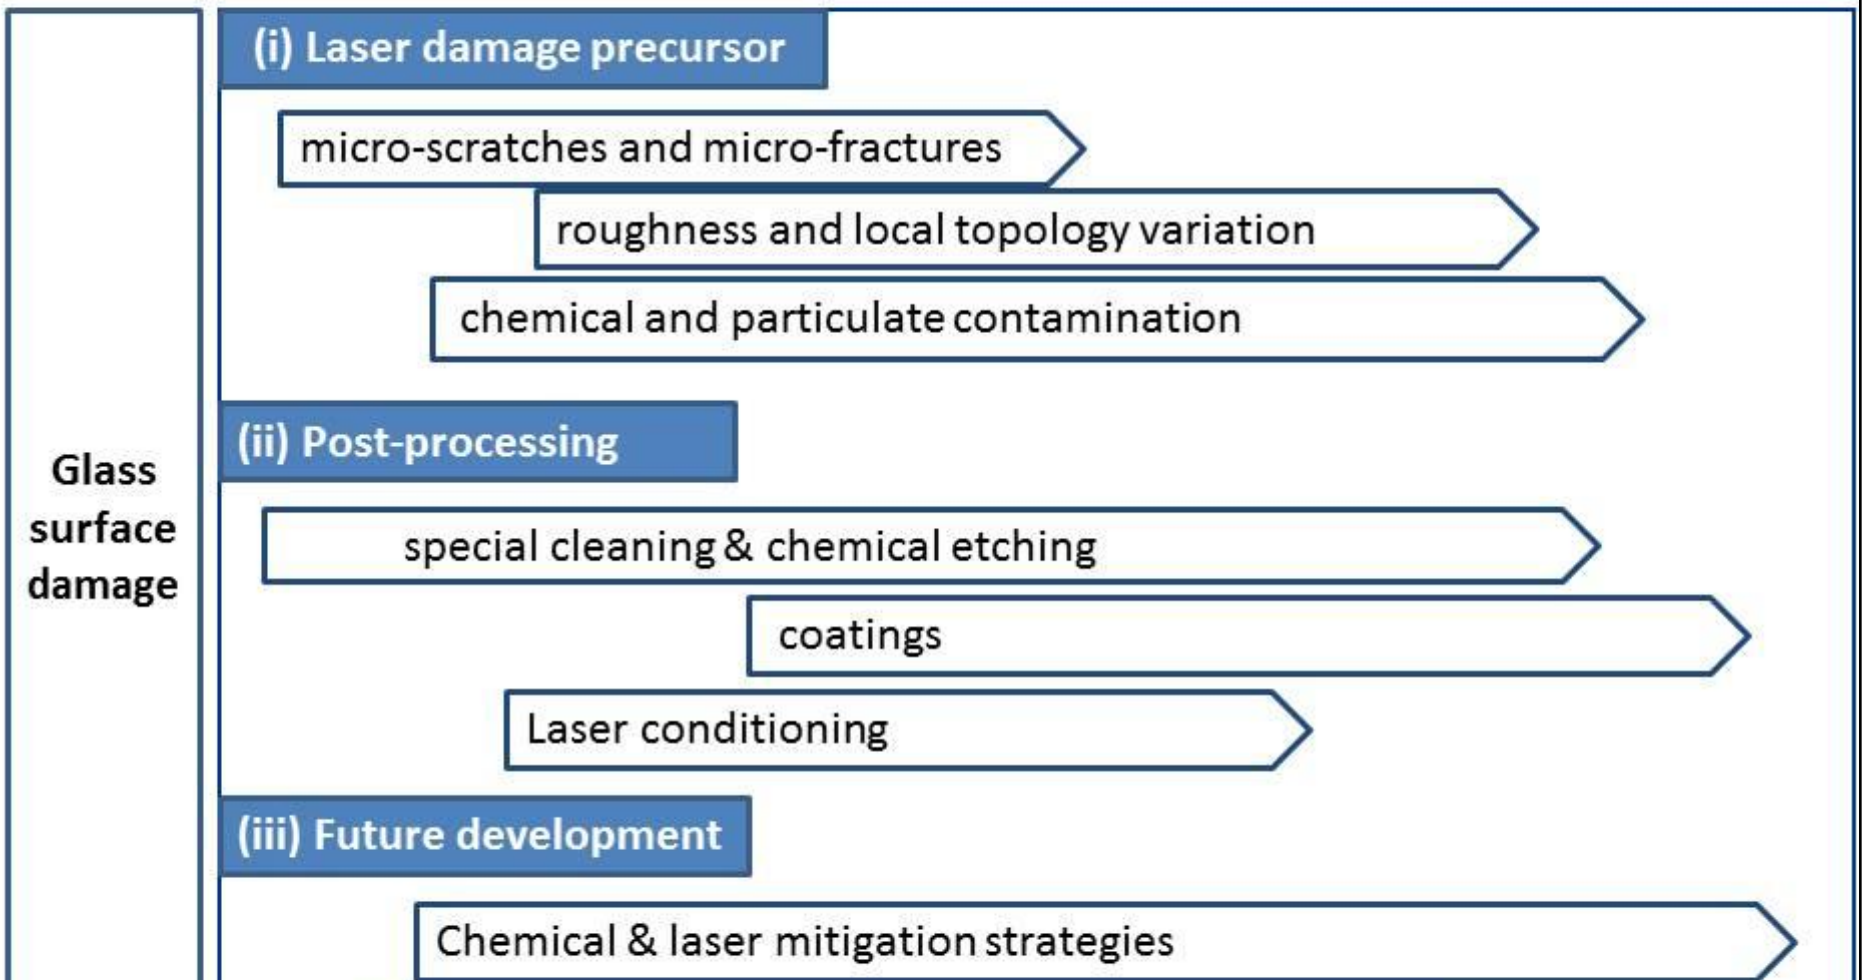 (i) Laser damage precursor
micro-scratches and micro-fractures
roughness and local topology variation
chemical and particulate contamination
(ii) Post-processing
Glass
surface
damage
special cleaning & chemical etching
coatings
Laser conditioning
(iii) Future development
Chemical & laser mitigation strategies